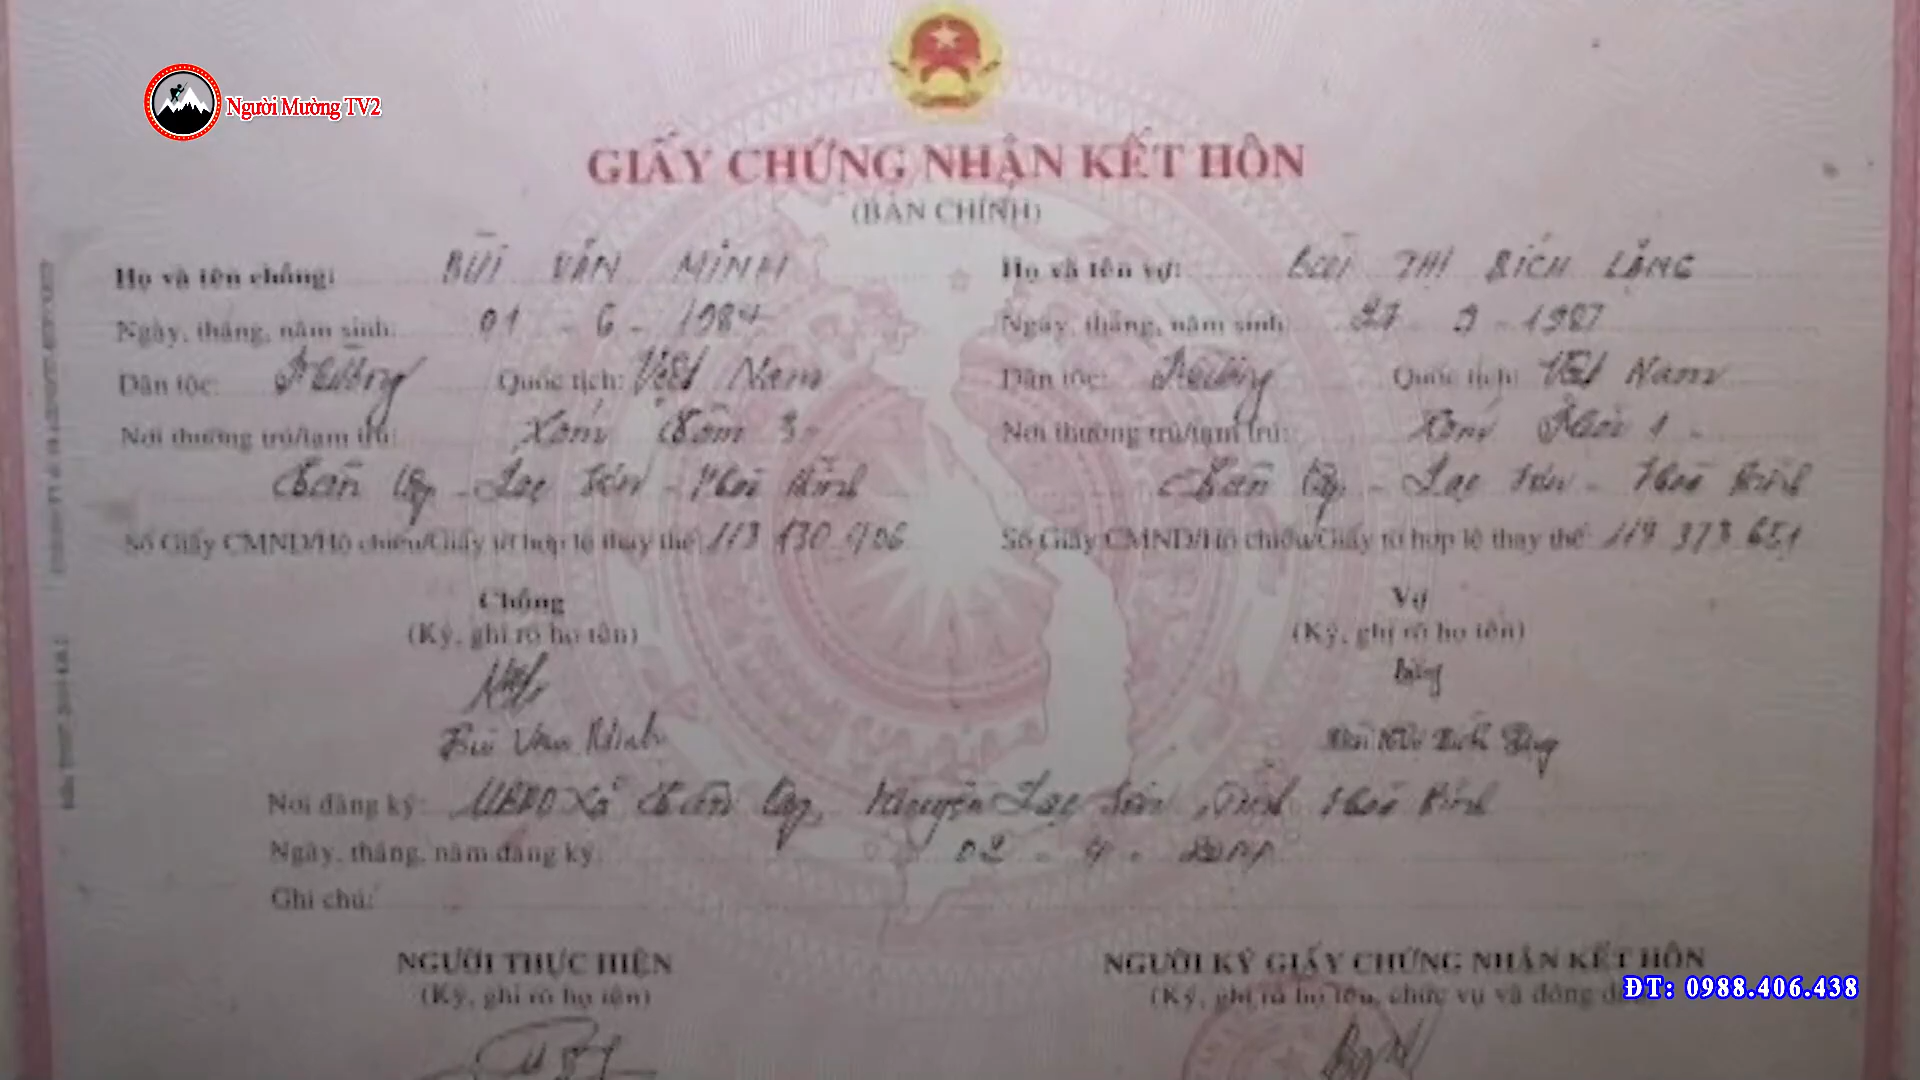 Người Mường TV2
GIẤY CHỨNG NHẬN KẾT HÔN
(BẢN CHÍNH)
Họ và tên chồng: BÙI VĂN MINH
Họ và tên vợ: BÙI THỊ BÍCH LẶNG
Ngày, tháng, năm sinh: 01 - 6 - 1984
Ngày, tháng, năm sinh: 27 - 9 - 1987
Dân tộc: Mường Quốc tịch: Việt Nam
Dân tộc: Mường Quốc tịch: Việt Nam
Nơi thường trú/tạm trú: Xóm 3
Nơi thường trú/tạm trú: Xóm 1
Lạc Sơn - Hoà Bình
Lạc Sơn - Hoà Bình
Số Giấy CMND/Hộ chiếu/Giấy tờ hợp lệ thay thế: 113
Số Giấy CMND/Hộ chiếu/Giấy tờ hợp lệ thay thế: 373 651
Chồng
Vợ
(Ký, ghi rõ họ tên)
(Ký, ghi rõ họ tên)
Bùi Văn Minh
Nơi đăng ký: UBND Xã Huyện Lạc Sơn, Tỉnh Hoà Bình
Ngày, tháng, năm đăng ký: 02 - 4 - 2011
Ghi chú:
NGƯỜI THỰC HIỆN
NGƯỜI KÝ GIẤY CHỨNG NHẬN KẾT HÔN
(Ký, ghi rõ họ tên)
(Ký, ghi rõ họ tên, chức vụ và đóng
ĐT: 0988.406.438